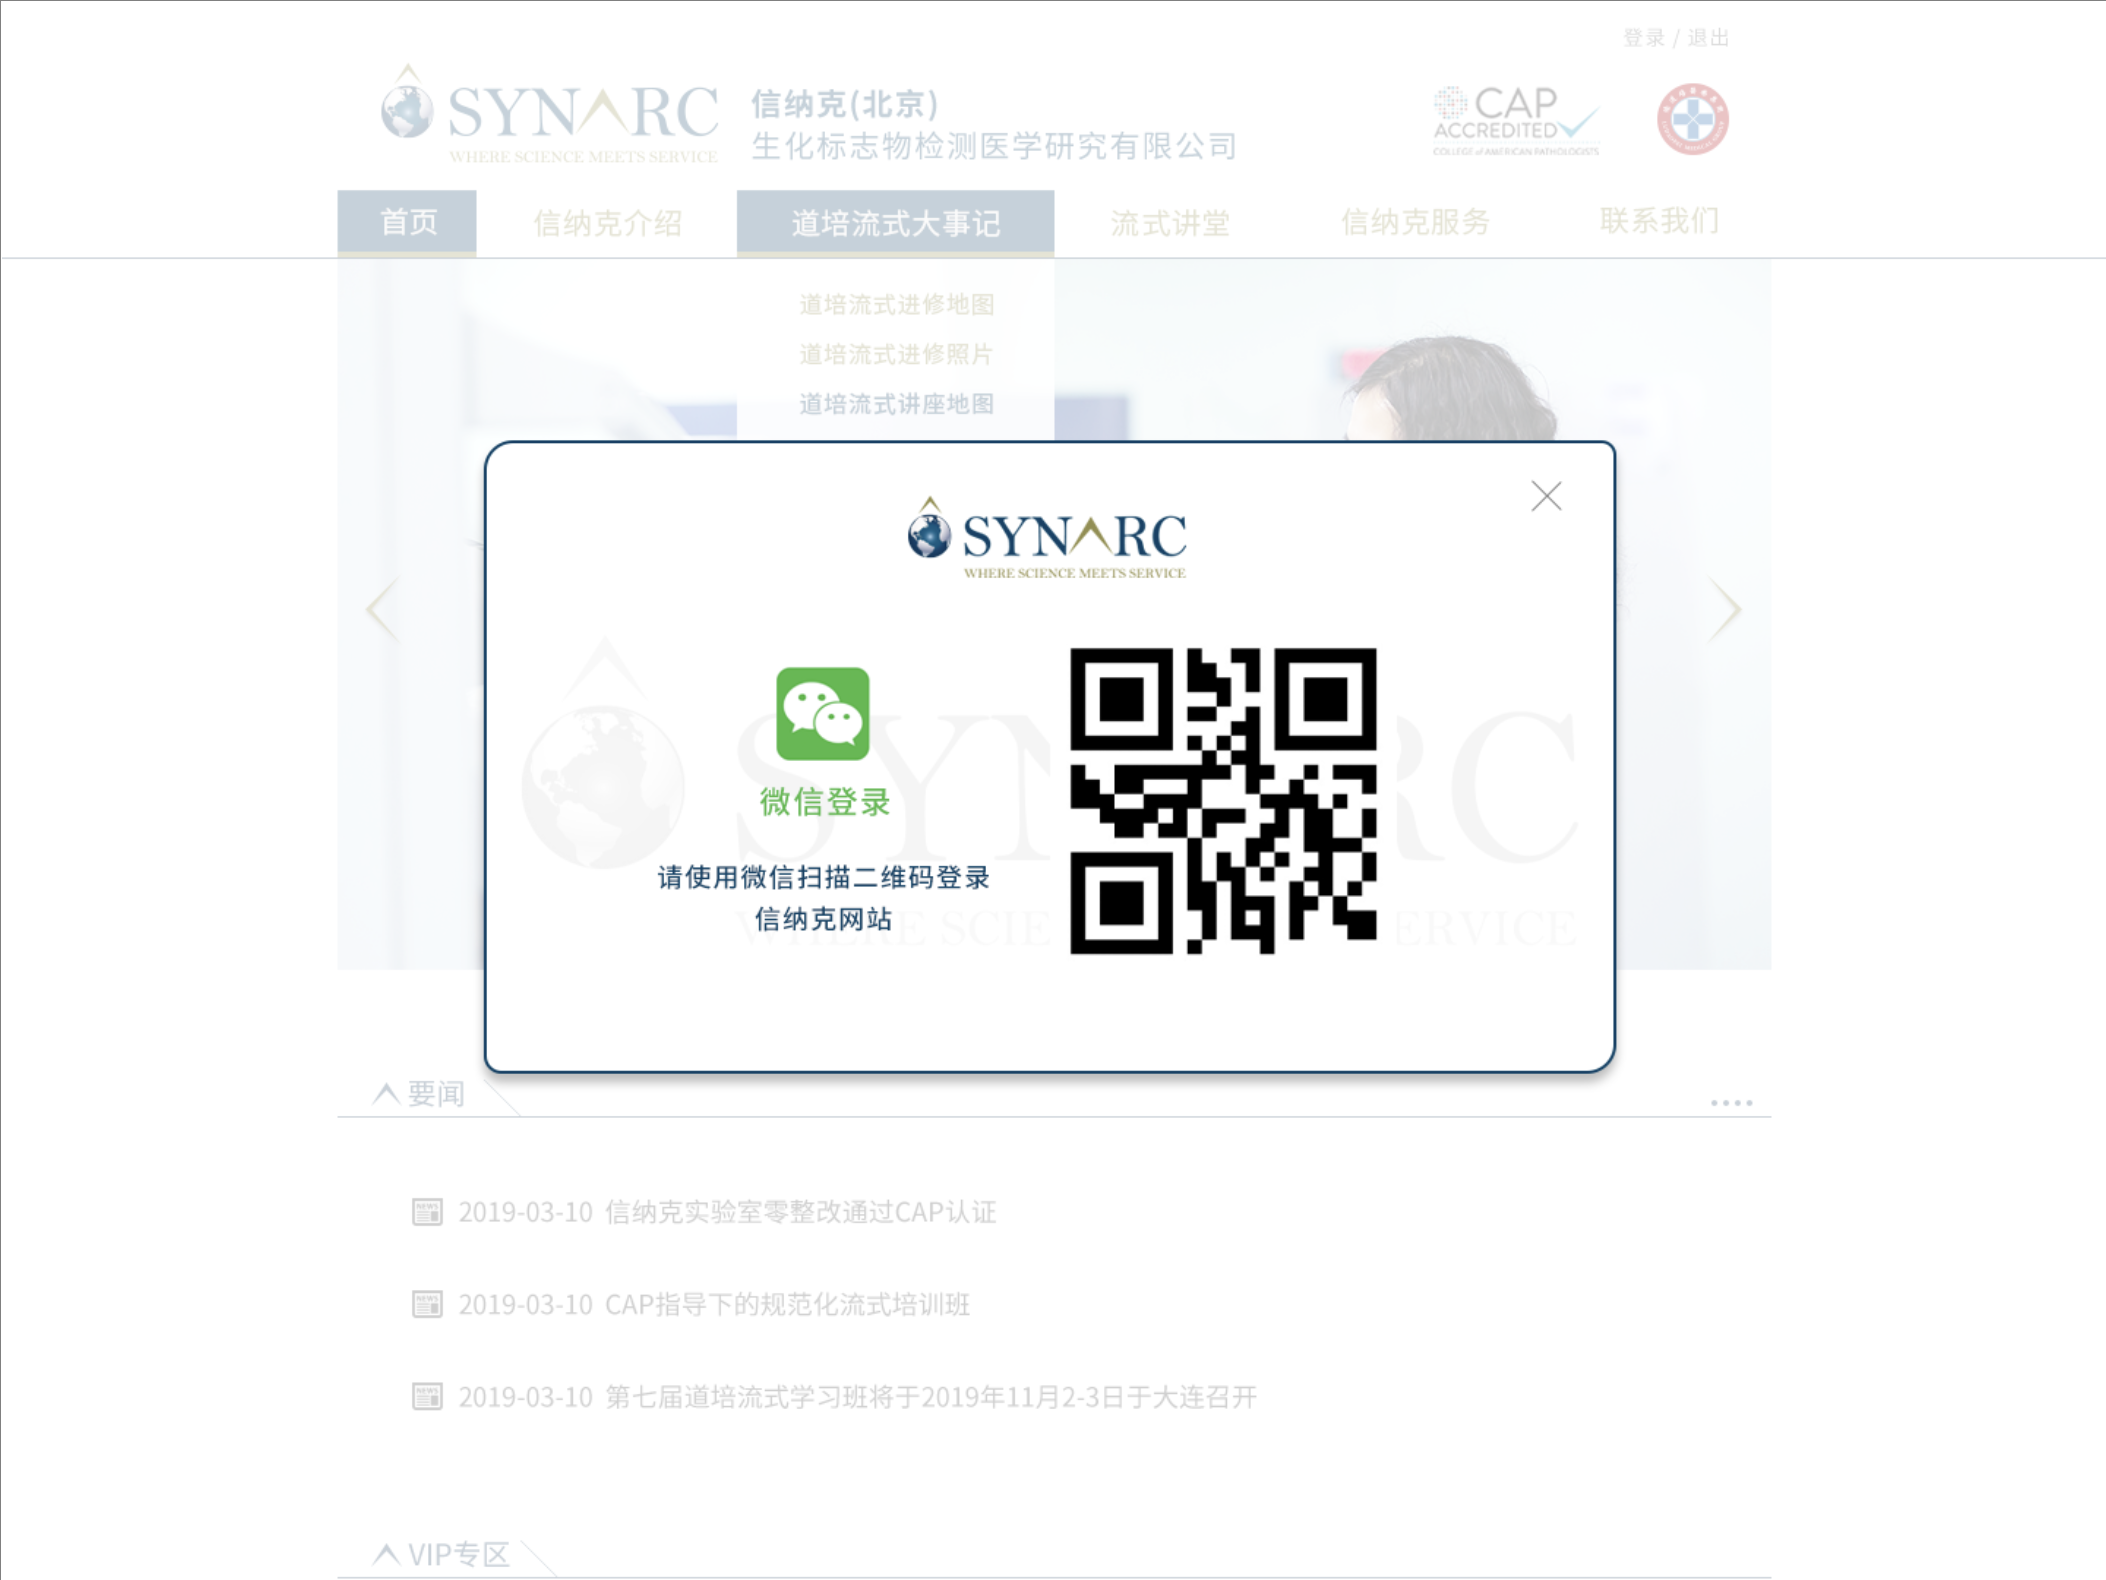 登录 / 退出
SYNARC
WHERE SCIENCE MEETS SERVICE
信纳克(北京)
生化标志物检测医学研究有限公司
CAP
ACCREDITED
COLLEGE of AMERICAN PATHOLOGISTS
首页 信纳克介绍 道培流式大事记 流式讲堂 信纳克服务 联系我们
道培流式进修地图
道培流式进修照片
道培流式讲座地图
SYNARC
WHERE SCIENCE MEETS SERVICE
微信登录
请使用微信扫描二维码登录
信纳克网站
要闻
NEWS 2019-03-10 信纳克实验室零整改通过CAP认证
NEWS 2019-03-10 CAP指导下的规范化流式培训班
NEWS 2019-03-10 第七届道培流式学习班将于2019年11月2-3日于大连召开
VIP专区